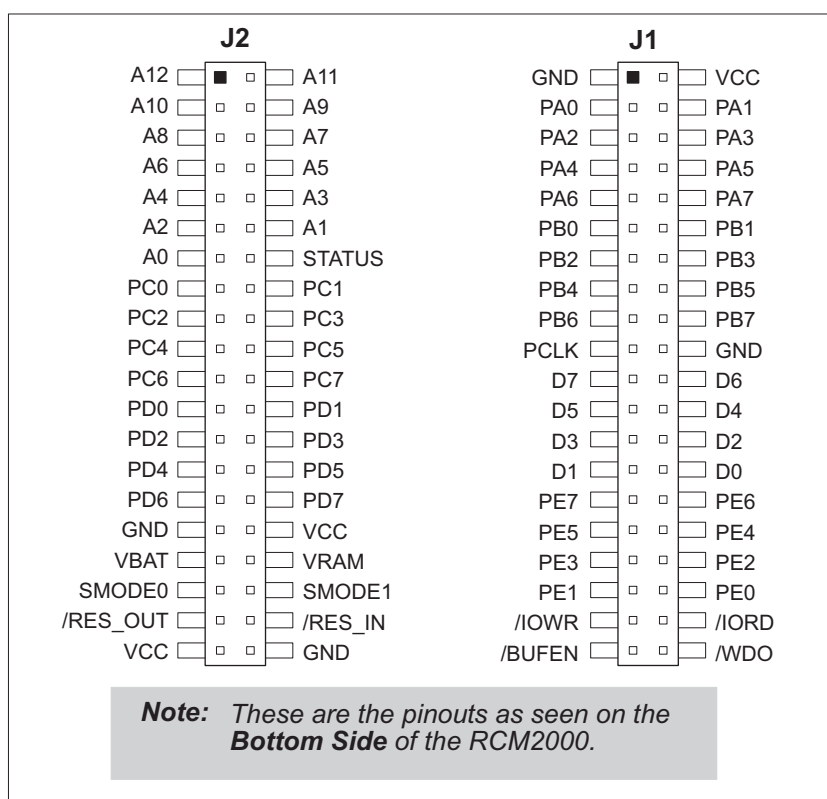 J2 J1
A12 A11 GND VCC
A10 A9 PA0 PA1
A8 A7 PA2 PA3
A6 A5 PA4 PA5
A4 A3 PA6 PA7
A2 A1 PB0 PB1
A0 STATUS PB2 PB3
PC0 PC1 PB4 PB5
PC2 PC3 PB6 PB7
PC4 PC5 PCLK GND
PC6 PC7 D7 D6
PD0 PD1 D5 D4
PD2 PD3 D3 D2
PD4 PD5 D1 D0
PD6 PD7 PE7 PE6
GND VCC PE5 PE4
VBAT VRAM PE3 PE2
SMODE0 SMODE1 PE1 PE0
/RES_OUT /RES_IN /IOWR /IORD
VCC GND /BUFEN /WDO
Note: These are the pinouts as seen on the
Bottom Side of the RCM2000.